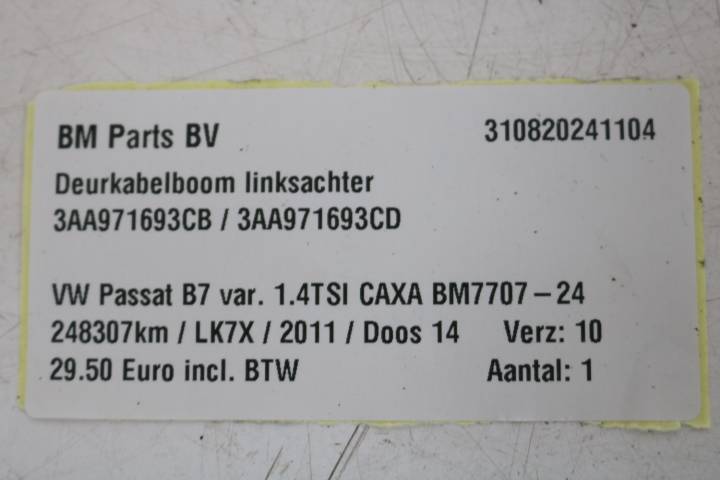 BM Parts BV 310820241104
Deurkabelboom linksachter
3AA971693CB / 3AA971693CD
VW Passat B7 var. 1.4TSI CAXA BM7707-24
248307km / LK7X / 2011 / Doos 14 Verz: 10
29.50 Euro incl. BTW Aantal: 1